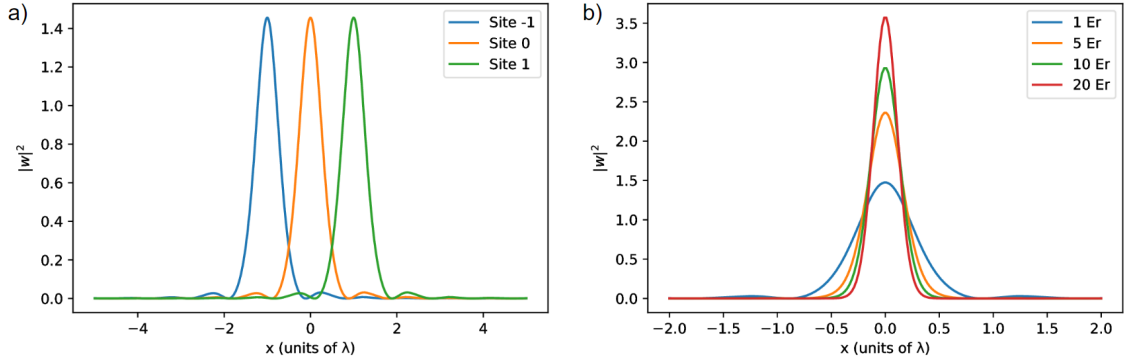 a)
1.4
1.2
1.0
0.8
0.6
0.4
0.2
0.0
|w|²
−4
−2
0
2
4
x (units of λ)
Site -1
Site 0
Site 1
b)
3.5
3.0
2.5
2.0
1.5
1.0
0.5
0.0
|w|²
−2.0
−1.5
−1.0
−0.5
0.0
0.5
1.0
1.5
2.0
x (units of λ)
1 Er
5 Er
10 Er
20 Er